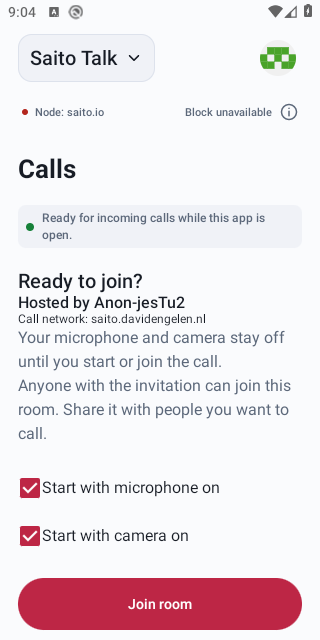 9:04
Saito Talk
Node: saito.io
Block unavailable
Calls
Ready for incoming calls while this app is
open.
Ready to join?
Hosted by Anon-jesTu2
Call network: saito.davidengelen.nl
Your microphone and camera stay off
until you start or join the call.
Anyone with the invitation can join this
room. Share it with people you want to
call.
Start with microphone on
Start with camera on
Join room